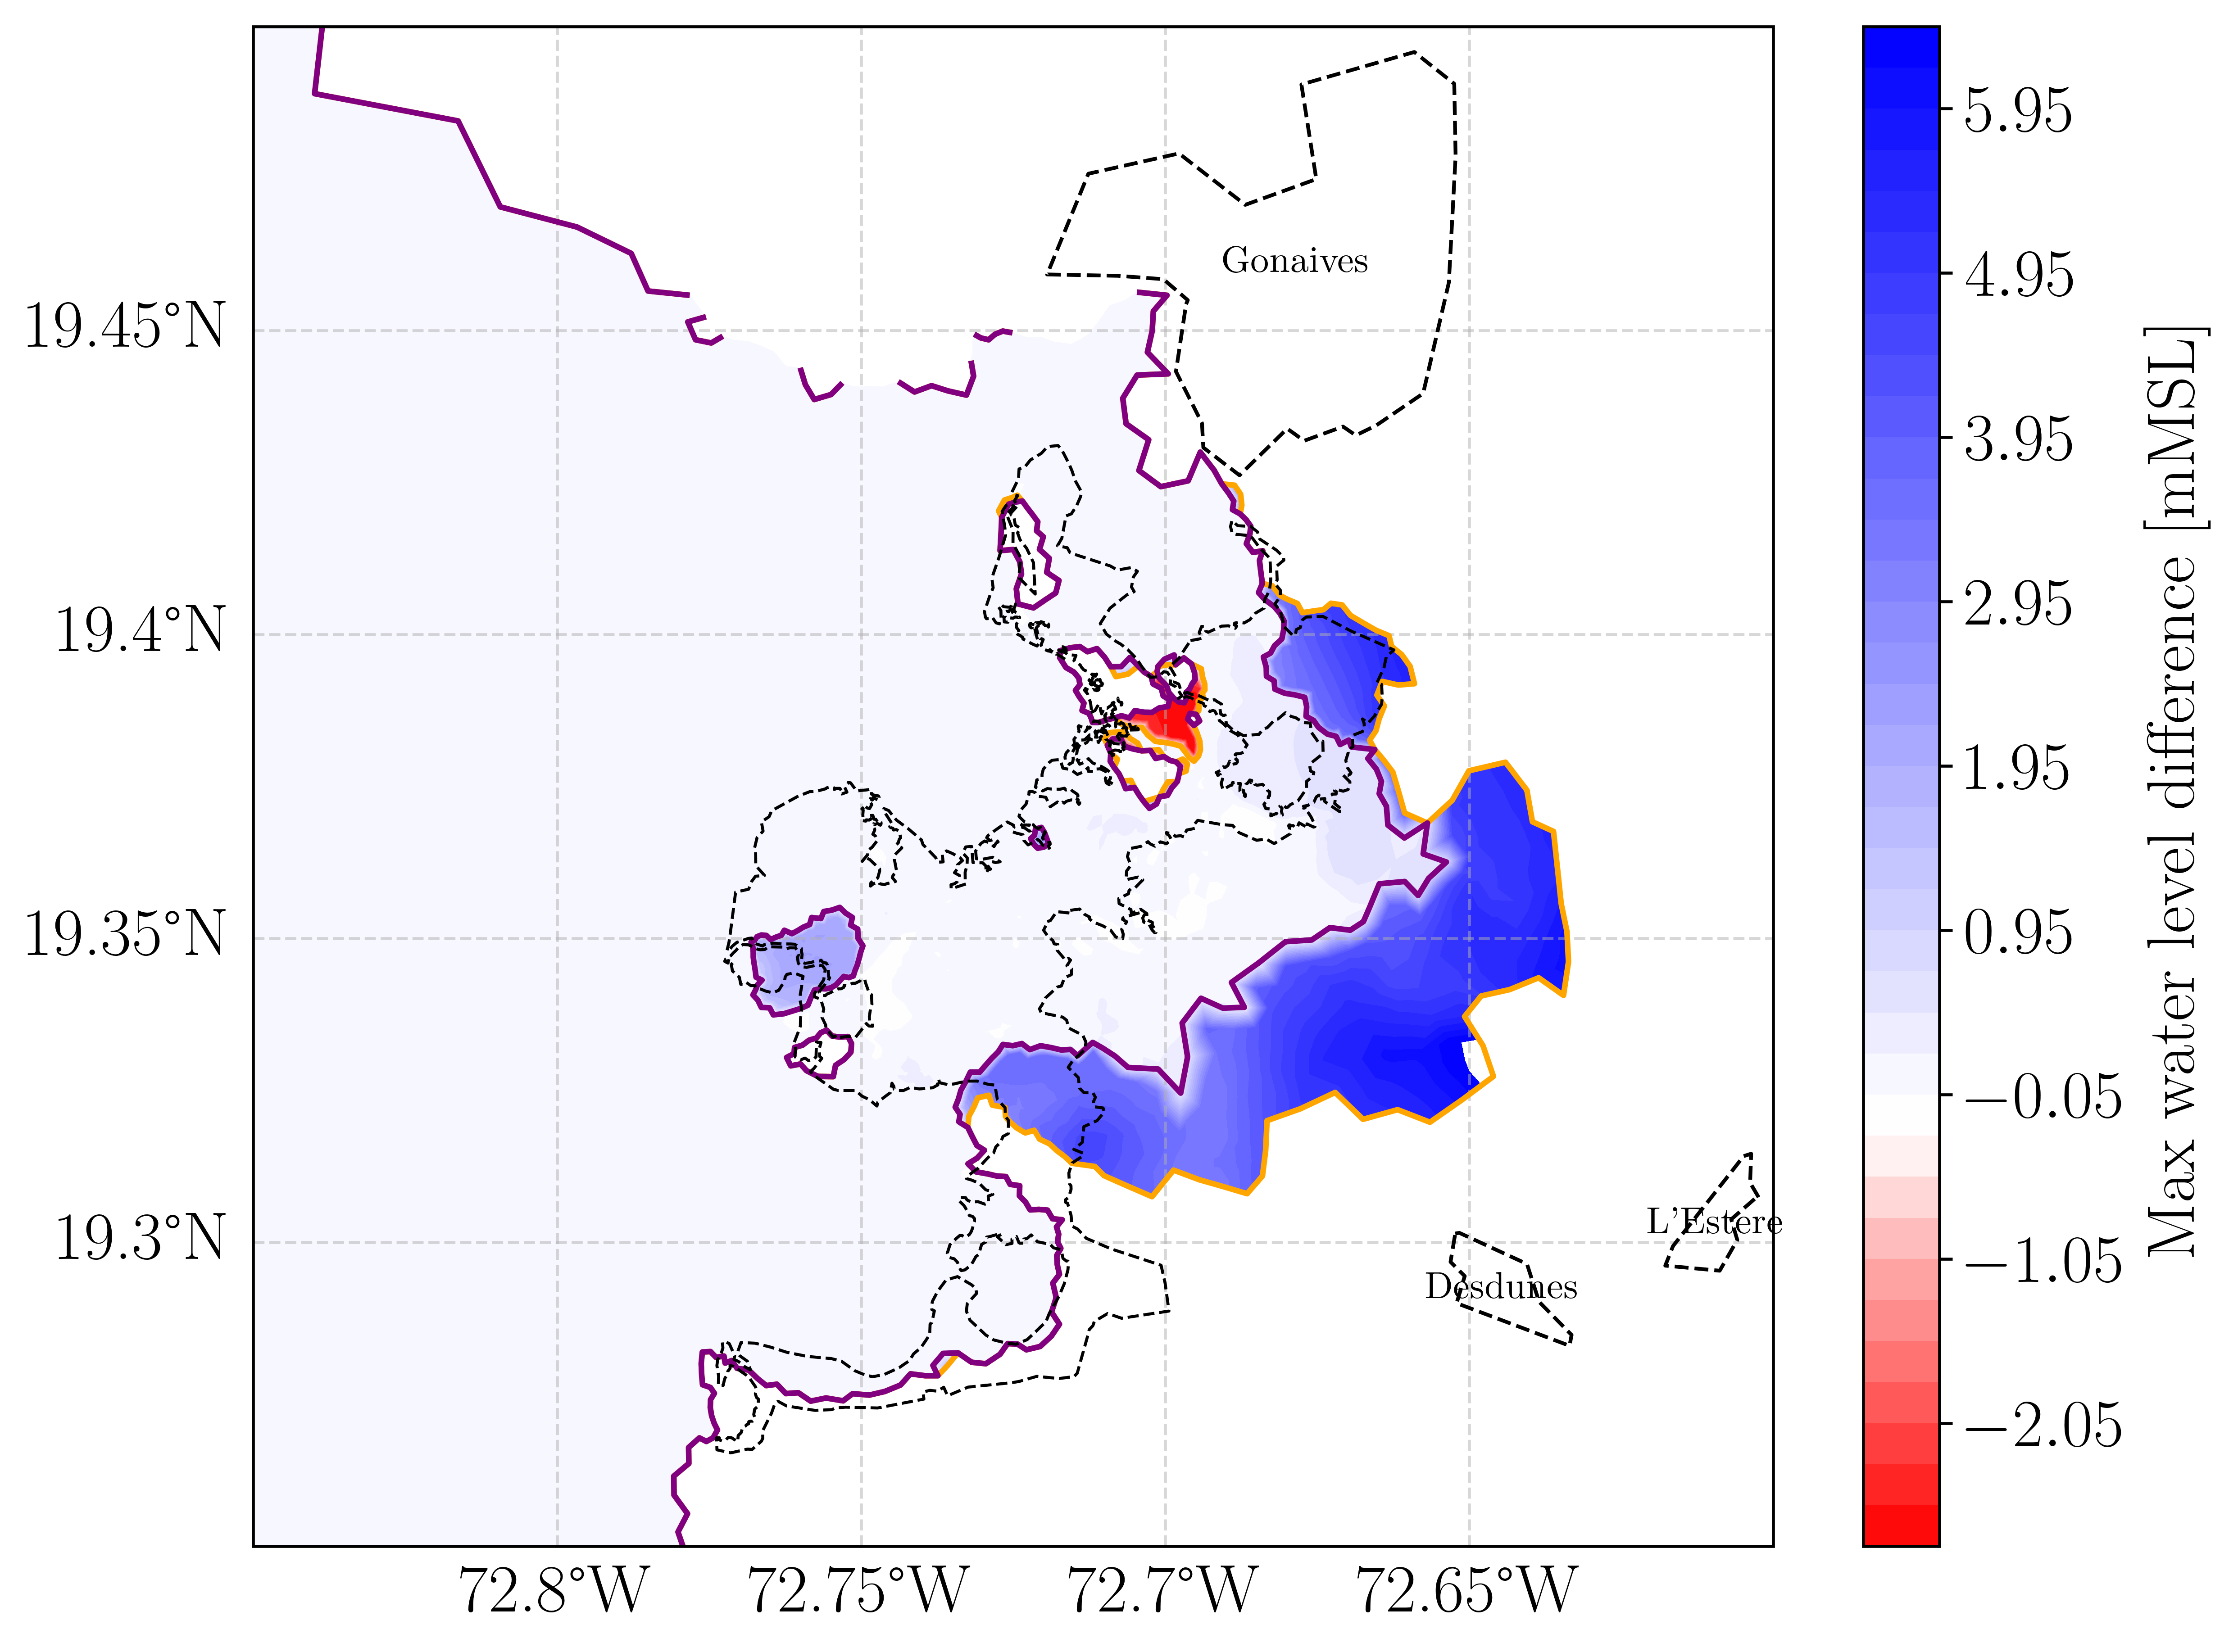 Gonaives
L'Estere
Desdunes
19.45°N
19.4°N
19.35°N
19.3°N
72.8°W
72.75°W
72.7°W
72.65°W
5.95
4.95
3.95
2.95
1.95
0.95
−0.05
−1.05
−2.05
Max water level difference [mMSL]